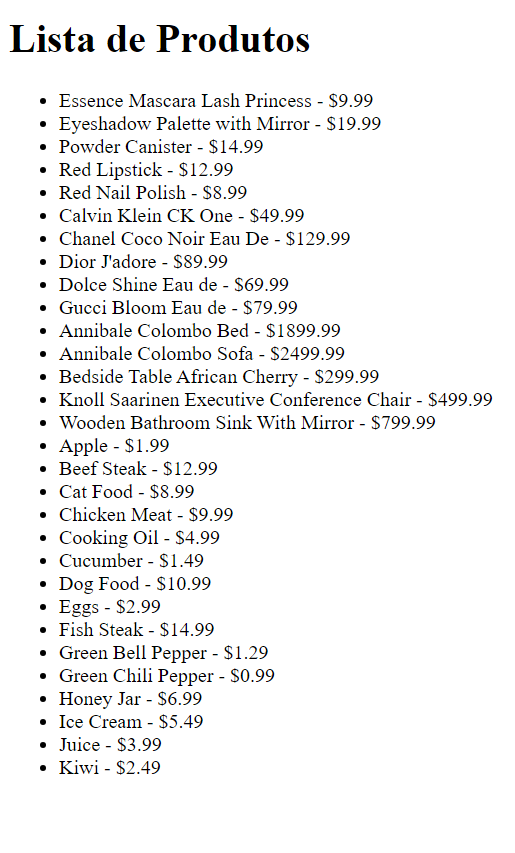 Lista de Produtos
Essence Mascara Lash Princess - $9.99
Eyeshadow Palette with Mirror - $19.99
Powder Canister - $14.99
Red Lipstick - $12.99
Red Nail Polish - $8.99
Calvin Klein CK One - $49.99
Chanel Coco Noir Eau De - $129.99
Dior J'adore - $89.99
Dolce Shine Eau de - $69.99
Gucci Bloom Eau de - $79.99
Annibale Colombo Bed - $1899.99
Annibale Colombo Sofa - $2499.99
Bedside Table African Cherry - $299.99
Knoll Saarinen Executive Conference Chair - $499.99
Wooden Bathroom Sink With Mirror - $799.99
Apple - $1.99
Beef Steak - $12.99
Cat Food - $8.99
Chicken Meat - $9.99
Cooking Oil - $4.99
Cucumber - $1.49
Dog Food - $10.99
Eggs - $2.99
Fish Steak - $14.99
Green Bell Pepper - $1.29
Green Chili Pepper - $0.99
Honey Jar - $6.99
Ice Cream - $5.49
Juice - $3.99
Kiwi - $2.49